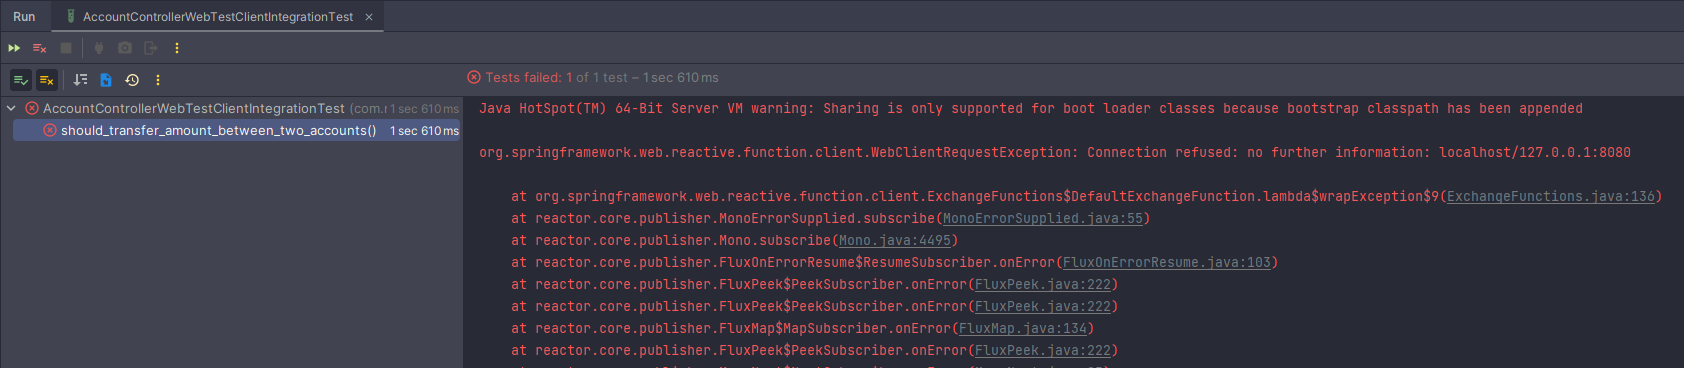 Run AccountControllerWebTestClientIntegrationTest ×
Tests failed: 1 of 1 test – 1 sec 610 ms
AccountControllerWebTestClientIntegrationTest (com.r 1 sec 610 ms
should_transfer_amount_between_two_accounts() 1 sec 610 ms
Java HotSpot(TM) 64-Bit Server VM warning: Sharing is only supported for boot loader classes because bootstrap classpath has been appended
org.springframework.web.reactive.function.client.WebClientRequestException: Connection refused: no further information: localhost/127.0.0.1:8080
at org.springframework.web.reactive.function.client.ExchangeFunctions$DefaultExchangeFunction.lambda$wrapException$9(ExchangeFunctions.java:136)
at reactor.core.publisher.MonoErrorSupplied.subscribe(MonoErrorSupplied.java:55)
at reactor.core.publisher.Mono.subscribe(Mono.java:4495)
at reactor.core.publisher.FluxOnErrorResume$ResumeSubscriber.onError(FluxOnErrorResume.java:103)
at reactor.core.publisher.FluxPeek$PeekSubscriber.onError(FluxPeek.java:222)
at reactor.core.publisher.FluxPeek$PeekSubscriber.onError(FluxPeek.java:222)
at reactor.core.publisher.FluxMap$MapSubscriber.onError(FluxMap.java:134)
at reactor.core.publisher.FluxPeek$PeekSubscriber.onError(FluxPeek.java:222)